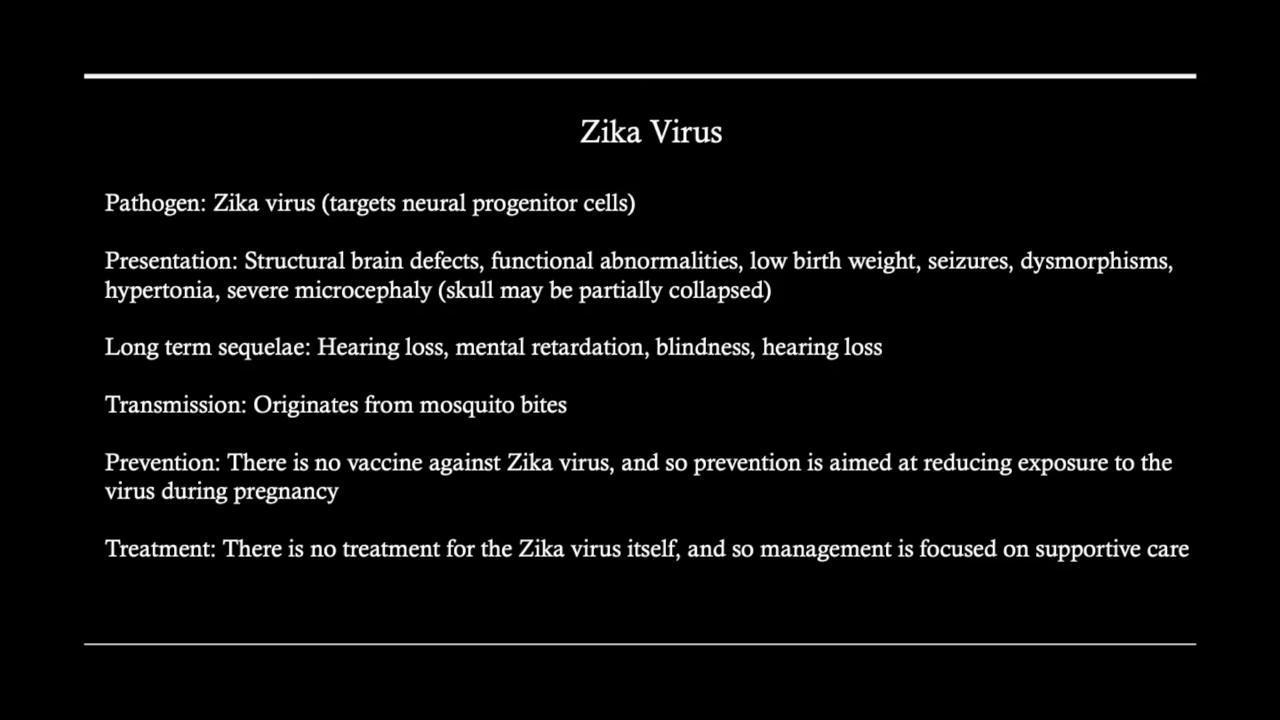 Zika Virus
Pathogen: Zika virus (targets neural progenitor cells)
Presentation: Structural brain defects, functional abnormalities, low birth weight, seizures, dysmorphisms,
hypertonia, severe microcephaly (skull may be partially collapsed)
Long term sequelae: Hearing loss, mental retardation, blindness, hearing loss
Transmission: Originates from mosquito bites
Prevention: There is no vaccine against Zika virus, and so prevention is aimed at reducing exposure to the
virus during pregnancy
Treatment: There is no treatment for the Zika virus itself, and so management is focused on supportive care